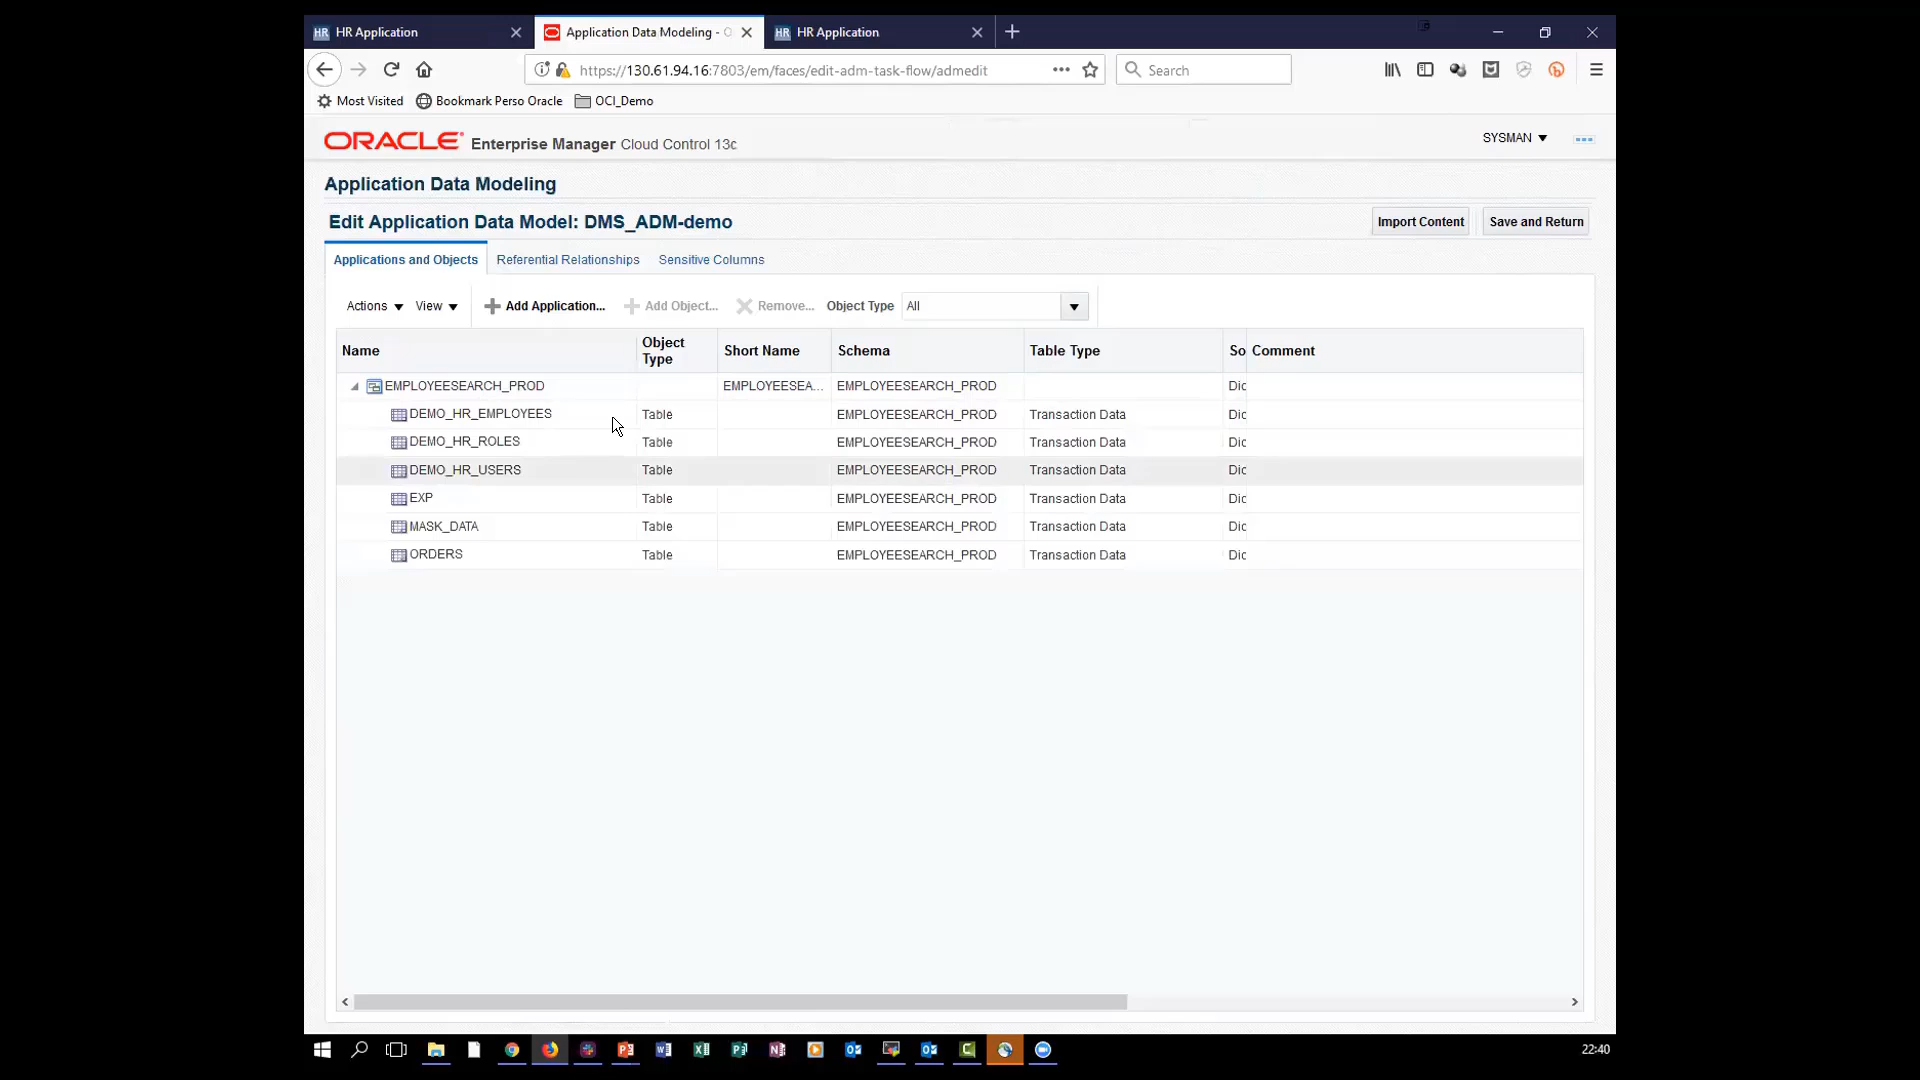 HR HR Application
Application Data Modeling - O
HR HR Application
https://130.61.94.16:7803/em/faces/edit-adm-task-flow/admedit
Search
Most Visited
Bookmark Perso Oracle
OCI_Demo
ORACLE Enterprise Manager Cloud Control 13c
SYSMAN
Application Data Modeling
Edit Application Data Model: DMS_ADM-demo
Import Content
Save and Return
Applications and Objects
Referential Relationships
Sensitive Columns
Actions
View
Add Application...
Add Object...
Remove...
Object Type
All
Name
Object
Type
Short Name
Schema
Table Type
So
Comment
EMPLOYEESEARCH_PROD EMPLOYEESEA... EMPLOYEESEARCH_PROD Dic
DEMO_HR_EMPLOYEES Table EMPLOYEESEARCH_PROD Transaction Data Dic
DEMO_HR_ROLES Table EMPLOYEESEARCH_PROD Transaction Data Dic
DEMO_HR_USERS Table EMPLOYEESEARCH_PROD Transaction Data Dic
EXP Table EMPLOYEESEARCH_PROD Transaction Data Dic
MASK_DATA Table EMPLOYEESEARCH_PROD Transaction Data Dic
ORDERS Table EMPLOYEESEARCH_PROD Transaction Data Dic
22:40